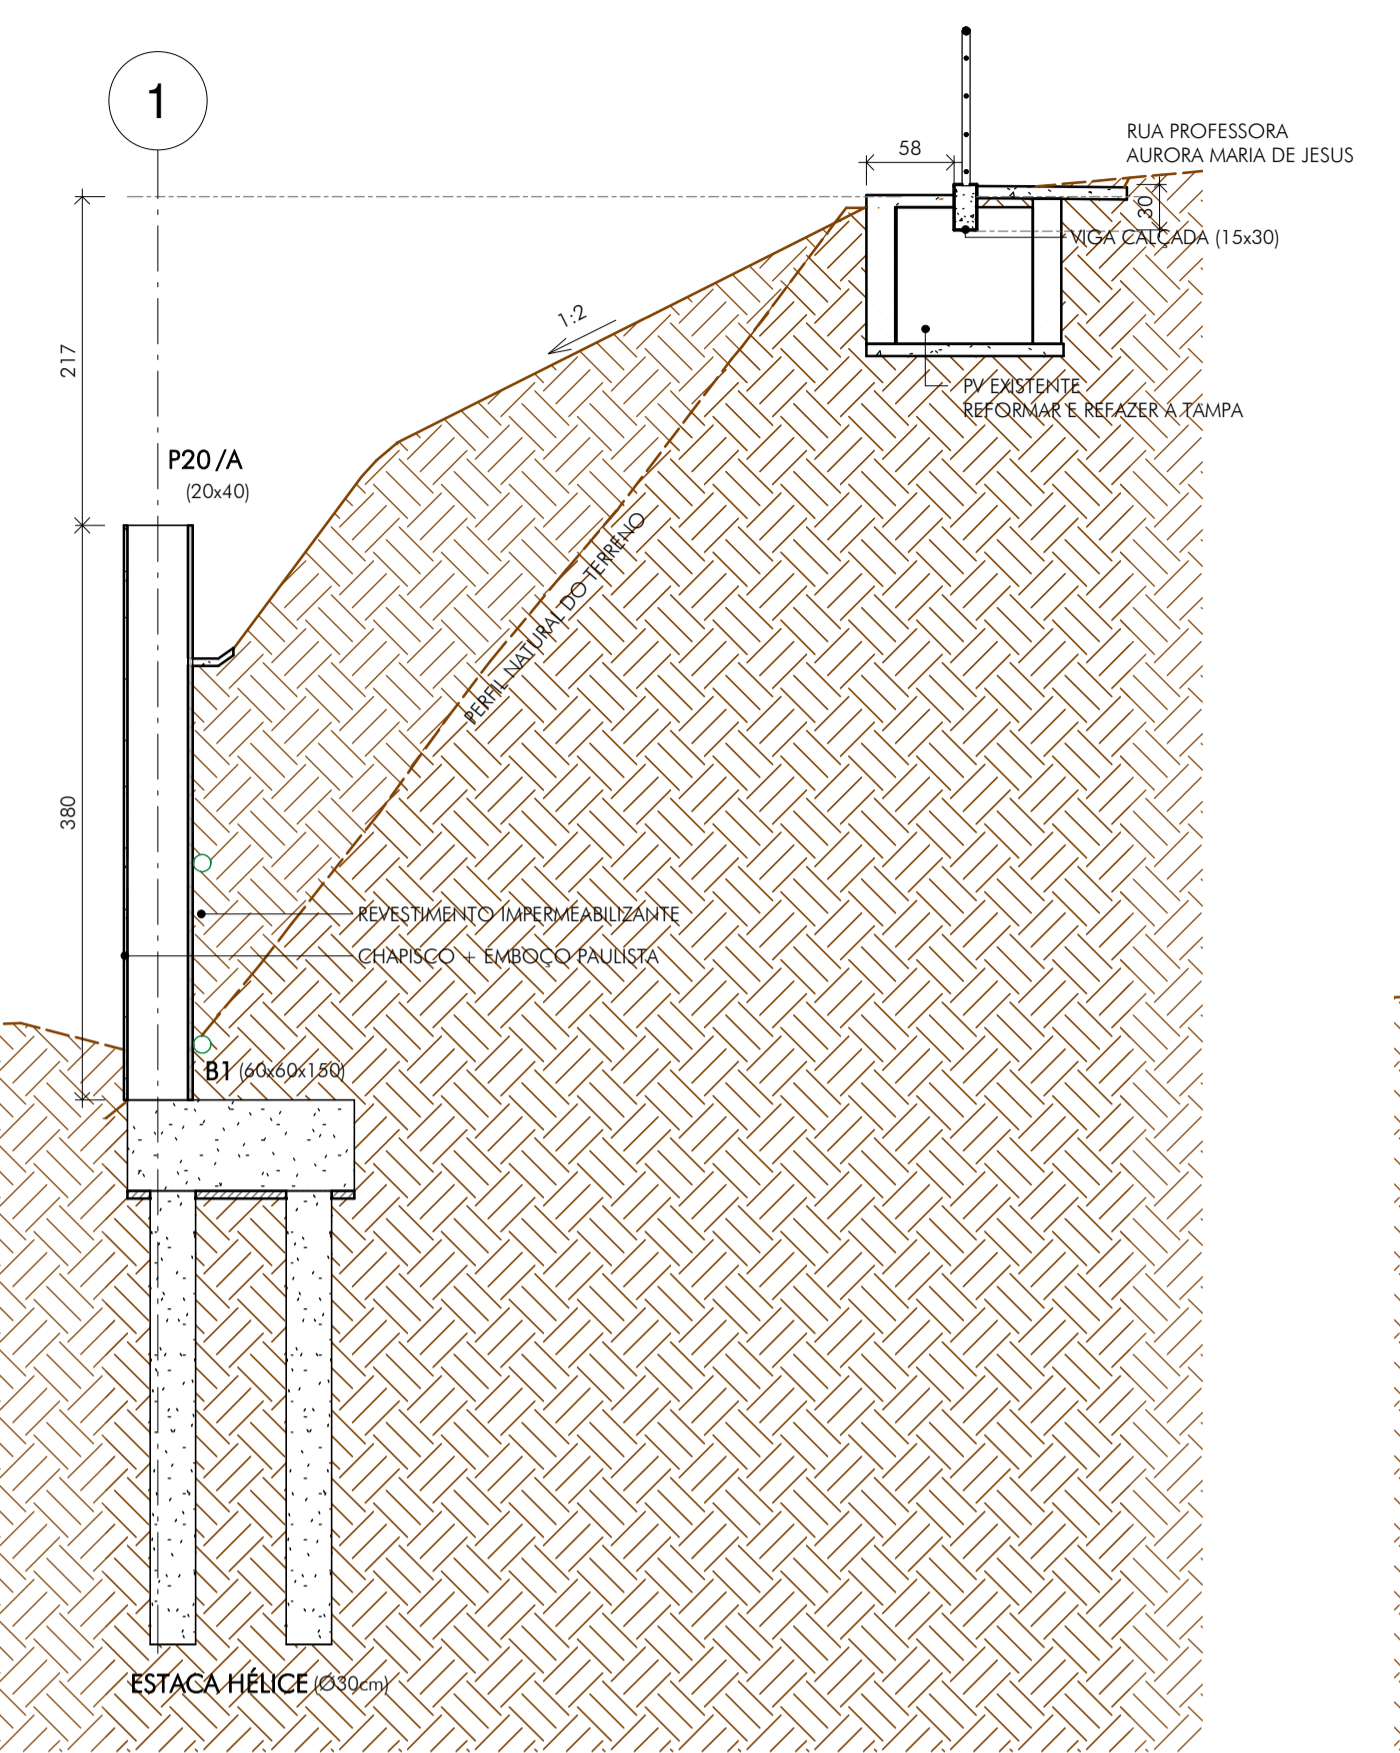 1
RUA PROFESSORA
AURORA MARIA DE JESUS
58
30
VIGA CALÇADA (15x30)
1:2
217
PV EXISTENTE
REFORMAR E REFAZER A TAMPA
P20 /A
(20x40)
PERFIL NATURAL DO TERRENO
380
REVESTIMENTO IMPERMEABILIZANTE
CHAPISCO + EMBOÇO PAULISTA
B1 (60x60x150)
ESTACA HÉLICE (Ø30cm)